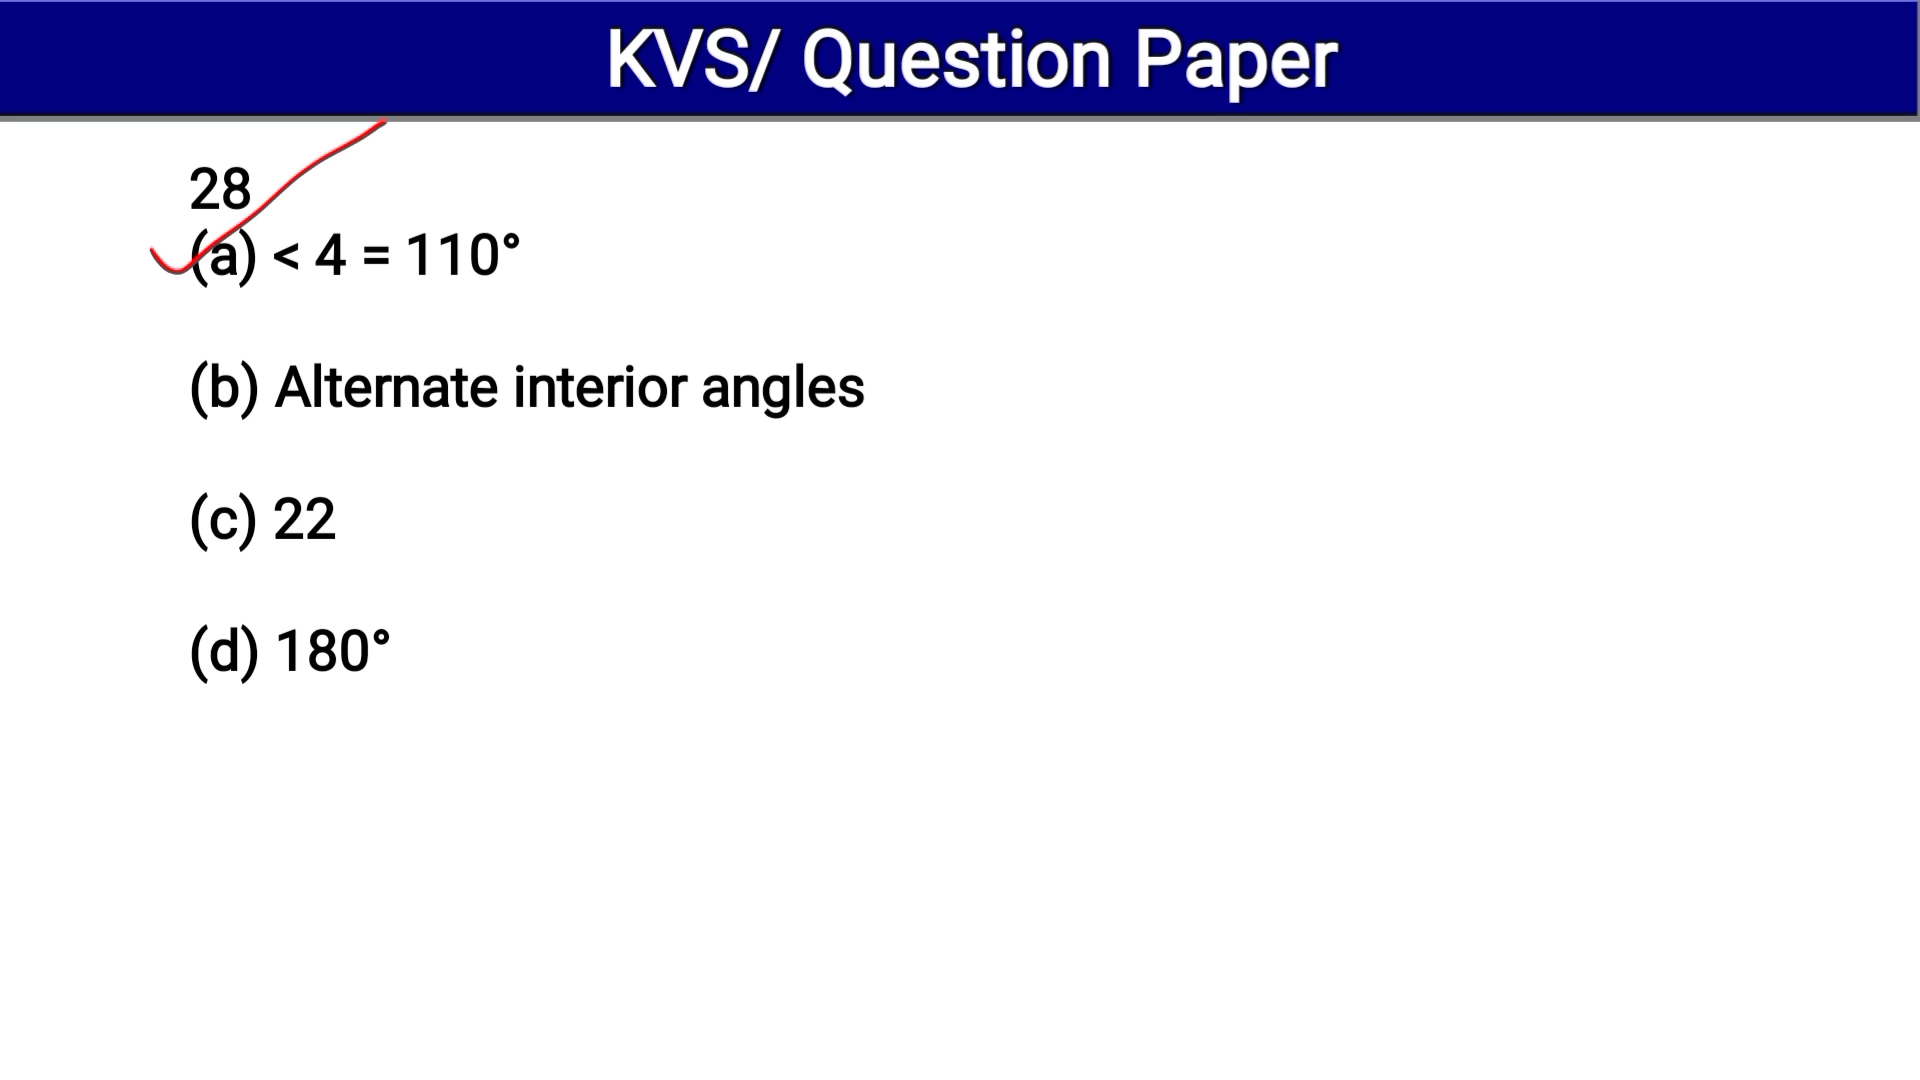 KVS/ Question Paper
28
(a) < 4 = 110°
(b) Alternate interior angles
(c) 22
(d) 180°